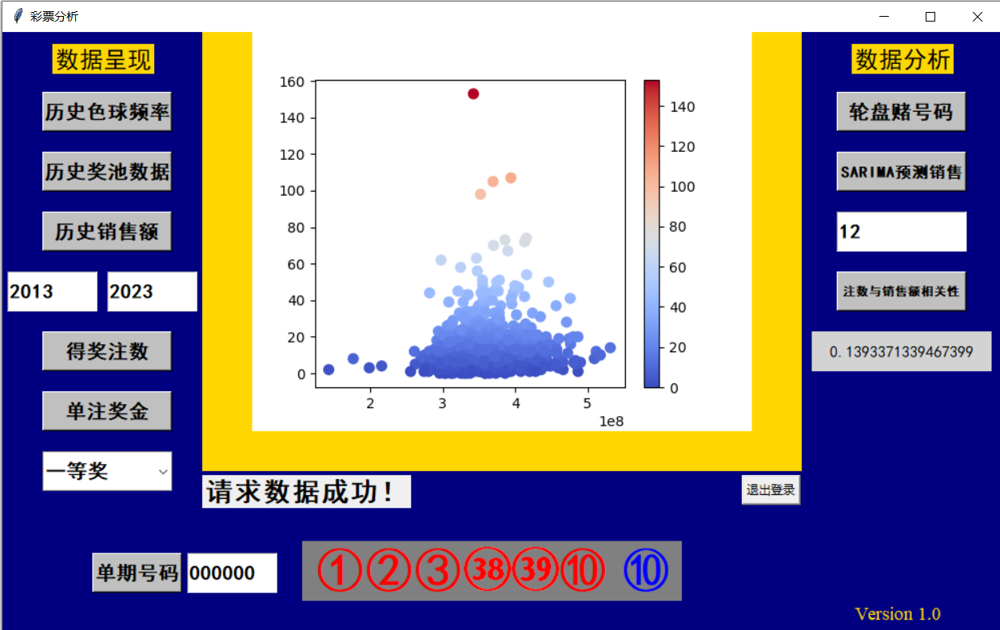 彩票分析
数据呈现
历史色球频率
历史奖池数据
历史销售额
2013 2023
得奖注数
单注奖金
一等奖
160
140
120
100
80
60
40
20
0
2 3 4 5
1e8
140
120
100
80
60
40
20
0
数据分析
轮盘赌号码
SARIMA预测销售
12
注数与销售额相关性
0.1393371339467399
请求数据成功！
退出登录
单期号码 000000 ① ② ③ ㊳ ㊴ ⑩ ⑩
Version 1.0